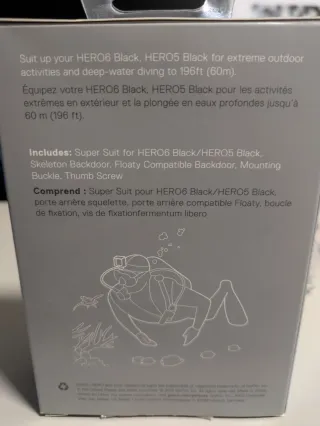 Suit up your HERO6 Black, HERO5 Black for extreme outdoor
activities and deep-water diving to 196ft (60m).
Équipez votre HERO6 Black, HERO5 Black pour les activités
extrêmes en extérieur et la plongée en eaux profondes jusqu'à
60 m (196 ft).
Includes: Super Suit for HERO6 Black/HERO5 Black,
Skeleton Backdoor, Floaty Compatible Backdoor, Mounting
Buckle, Thumb Screw
Comprend : Super Suit pour HERO6 Black/HERO5 Black,
porte arrière squelette, porte arrière compatible Floaty, boucle
de fixation, vis de fixationfermentum libero